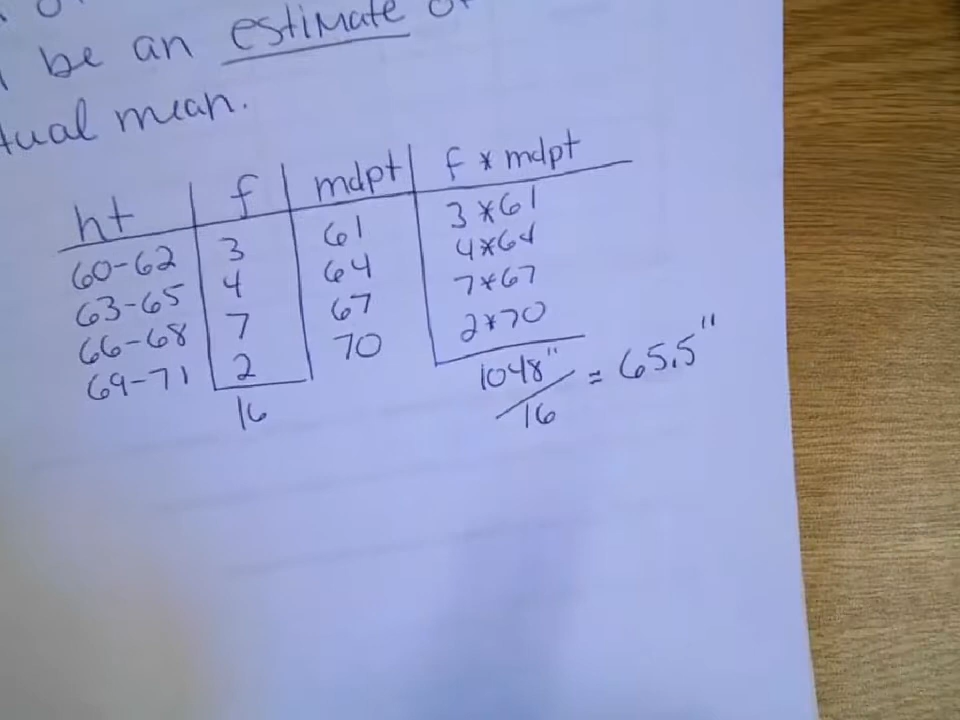 be an estimate
mean.
ht f mdpt f * mdpt
60-62 3 61 3*61
63-65 4 64 4*64
66-68 7 67 7*67
69-71 2 70 2*70
16 1048"/16 = 65.5"